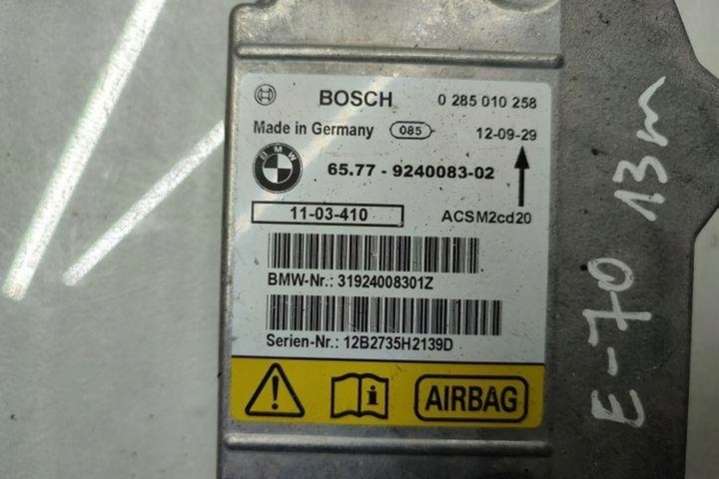 BOSCH 0 285 010 258
Made in Germany 085 12-09-29
BMW 65.77 - 9240083-02
11-03-410 ACSM2cd20
BMW-Nr.: 31924008301Z
Serien-Nr.: 12B2735H2139D
AIRBAG
E-70 13m